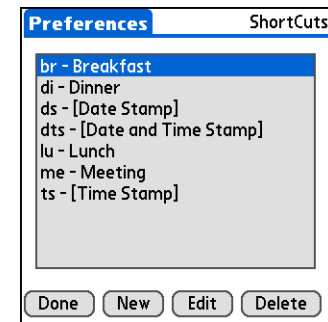 Preferences ShortCuts
br - Breakfast
di - Dinner
ds - [Date Stamp]
dts - [Date and Time Stamp]
lu - Lunch
me - Meeting
ts - [Time Stamp]
Done New Edit Delete